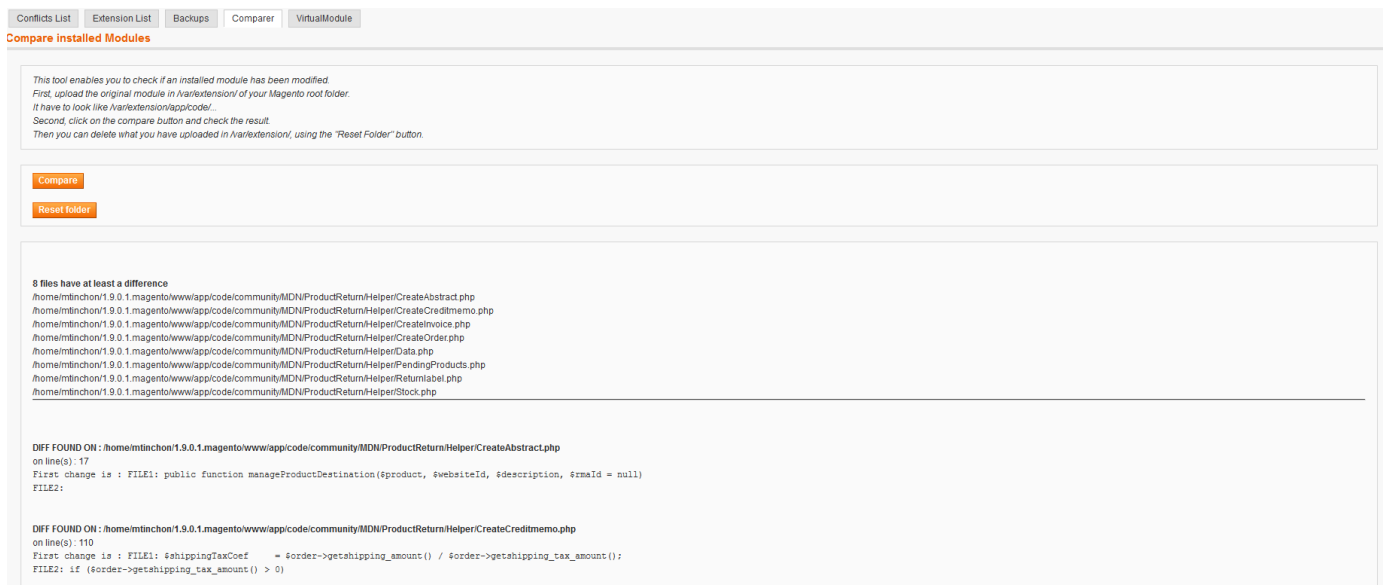 Conflicts List Extension List Backups Comparer VirtualModule
Compare installed Modules
This tool enables you to check if an installed module has been modified.
First, upload the original module in /var/extension/ of your Magento root folder.
It have to look like /var/extension/app/code/...
Second, click on the compare button and check the result.
Then you can delete what you have uploaded in /var/extension/, using the "Reset Folder" button.
Compare
Reset folder
8 files have at least a difference
/home/mtinchon/1.9.0.1.magento/www/app/code/community/MDN/ProductReturn/Helper/CreateAbstract.php
/home/mtinchon/1.9.0.1.magento/www/app/code/community/MDN/ProductReturn/Helper/CreateCreditmemo.php
/home/mtinchon/1.9.0.1.magento/www/app/code/community/MDN/ProductReturn/Helper/CreateInvoice.php
/home/mtinchon/1.9.0.1.magento/www/app/code/community/MDN/ProductReturn/Helper/CreateOrder.php
/home/mtinchon/1.9.0.1.magento/www/app/code/community/MDN/ProductReturn/Helper/Data.php
/home/mtinchon/1.9.0.1.magento/www/app/code/community/MDN/ProductReturn/Helper/PendingProducts.php
/home/mtinchon/1.9.0.1.magento/www/app/code/community/MDN/ProductReturn/Helper/Returnlabel.php
/home/mtinchon/1.9.0.1.magento/www/app/code/community/MDN/ProductReturn/Helper/Stock.php
DIFF FOUND ON : /home/mtinchon/1.9.0.1.magento/www/app/code/community/MDN/ProductReturn/Helper/CreateAbstract.php
on line(s) : 17
First change is : FILE1: public function manageProductDestination($product, $websiteId, $description, $rmaId = null)
FILE2:
DIFF FOUND ON : /home/mtinchon/1.9.0.1.magento/www/app/code/community/MDN/ProductReturn/Helper/CreateCreditmemo.php
on line(s) : 110
First change is : FILE1: $shippingTaxCoef = $order->getshipping_amount() / $order->getshipping_tax_amount();
FILE2: if ($order->getshipping_tax_amount() > 0)